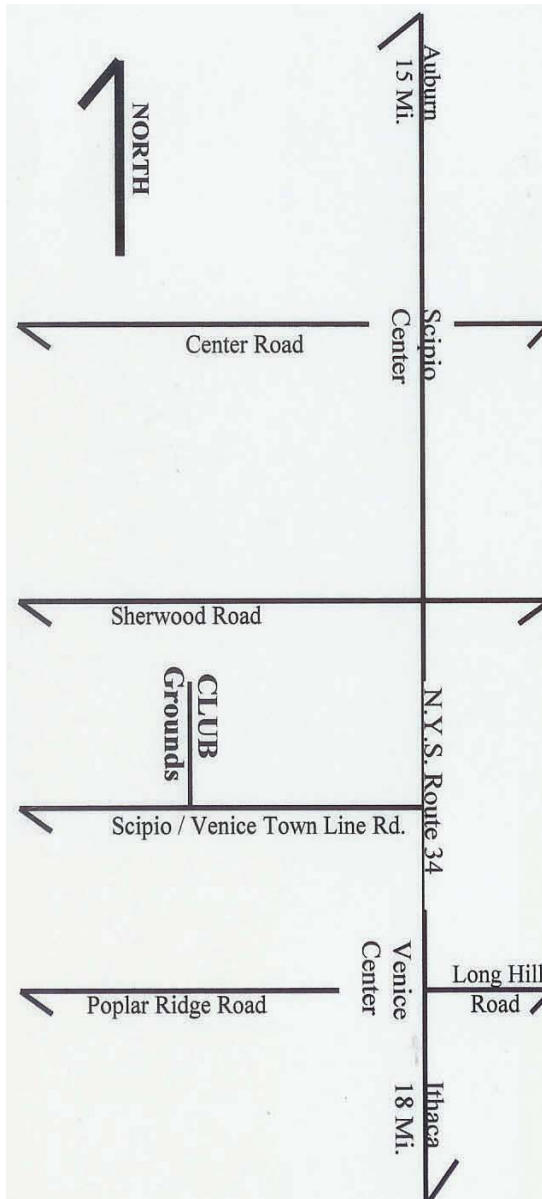 Auburn
15 Mi.
NORTH
Scipio
Center
Center Road
Sherwood Road
CLUB
Grounds
N.Y.S. Route 34
Scipio / Venice Town Line Rd.
Venice
Center
Long Hill
Road
Poplar Ridge Road
Ithaca
18 Mi.